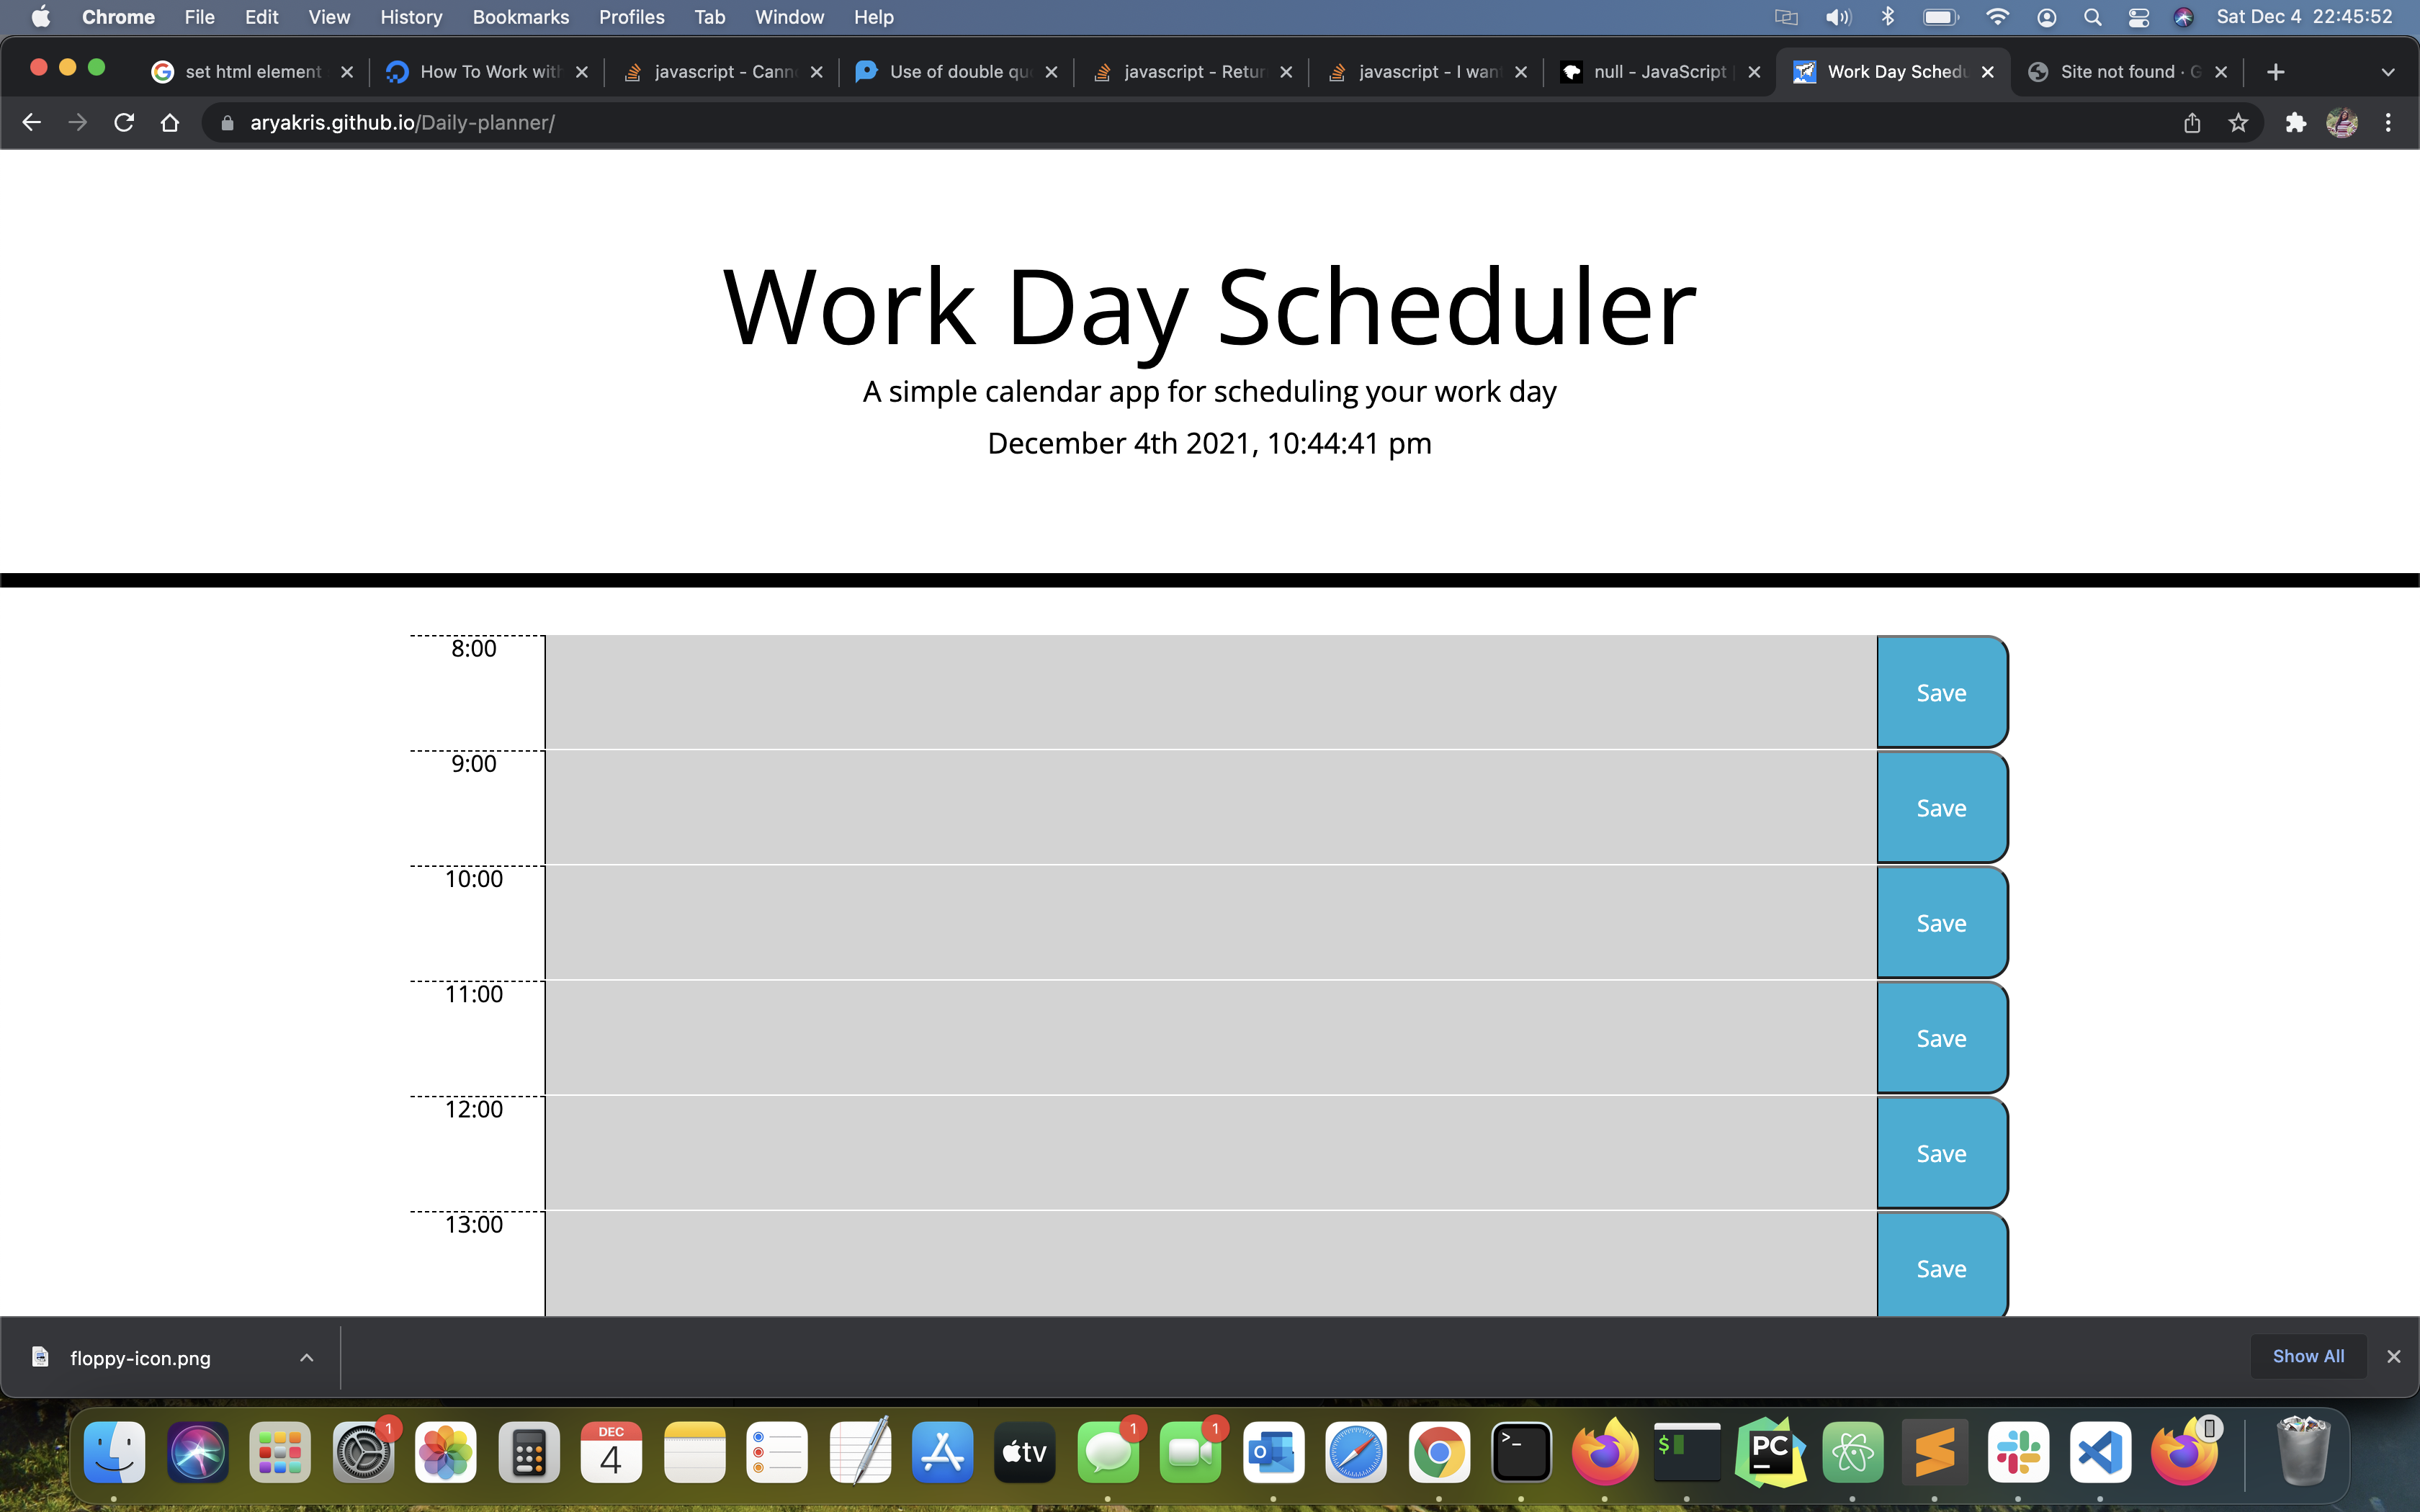 Chrome File Edit View History Bookmarks Profiles Tab Window Help Sat Dec 4 22:45:52
set html element How To Work with javascript - Cann Use of double qu javascript - Retur javascript - I wan null - JavaScript Work Day Schedu Site not found · G
aryakris.github.io/Daily-planner/
Work Day Scheduler
A simple calendar app for scheduling your work day
December 4th 2021, 10:44:41 pm
8:00
Save
9:00
Save
10:00
Save
11:00
Save
12:00
Save
13:00
Save
floppy-icon.png Show All
1 DEC 4 tv 1 1 O >_ $ PC